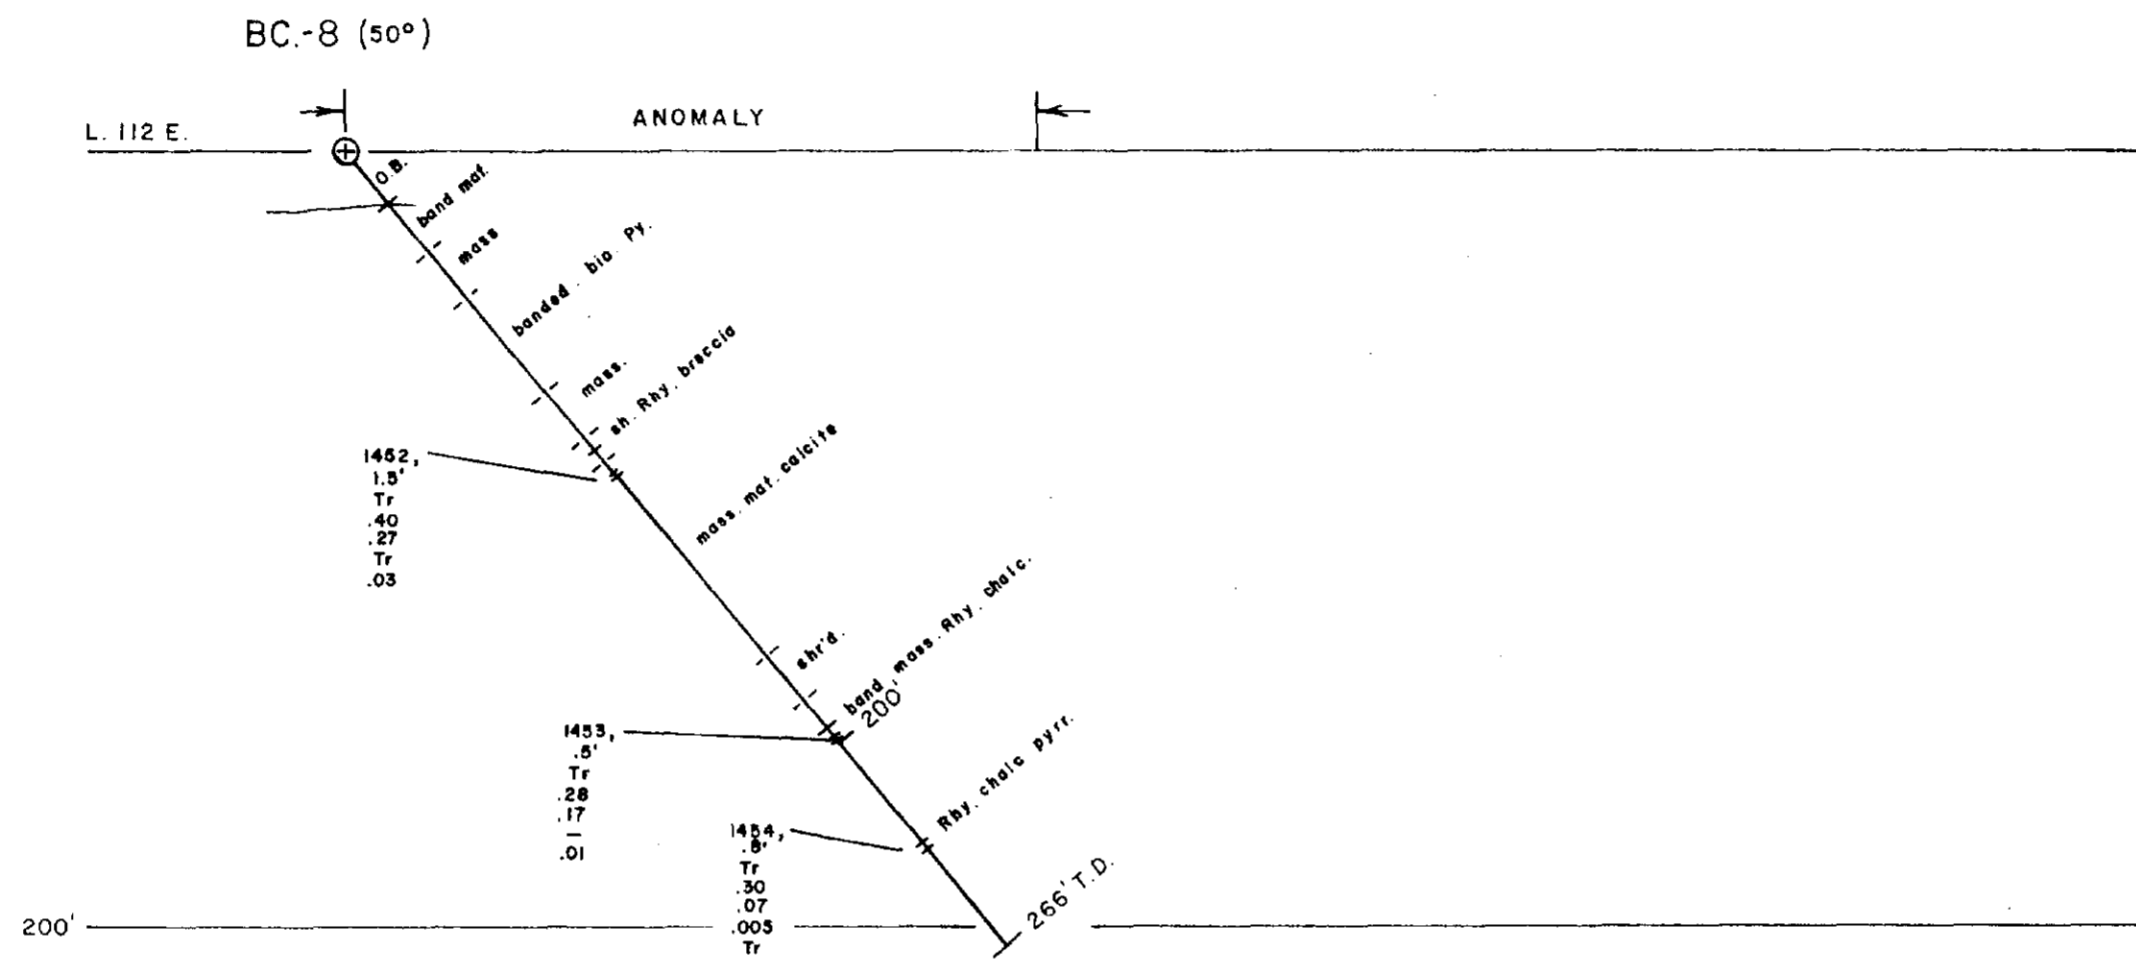 BC.-8 (50°)
ANOMALY
L. 112 E.
O.B.
band mat.
mass
banded. bio. Py.
mass.
sh. Rhy. breccia
1452,
1.5'
Tr
.40
.27
Tr
.03
mass. mat. calcite
shr'd.
band. mass. Rhy. chalc.
200'
1453,
.5'
Tr
.28
.17
—
.01
Rhy. chalc pyrr.
1454,
.8'
Tr
.30
.07
.005
Tr
266' T.D.
200'